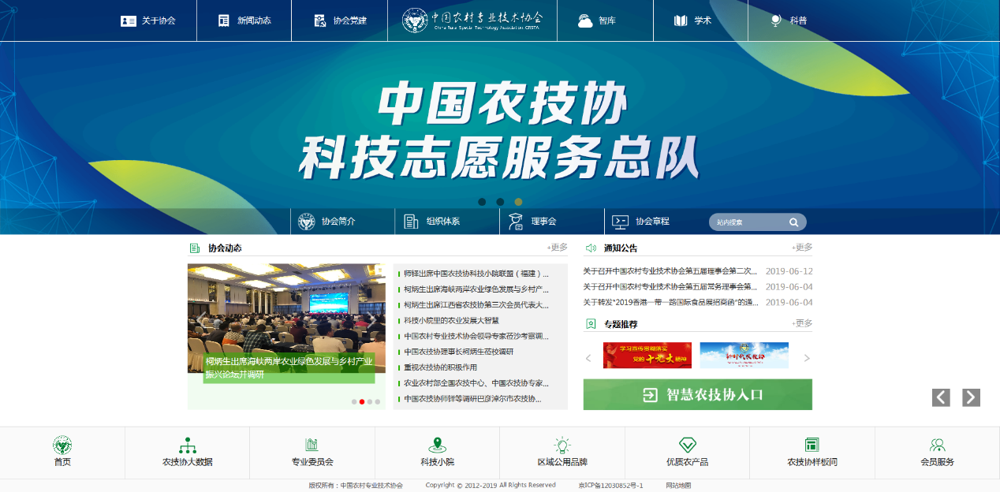 关于协会
新闻动态
协会党建
中国农村专业技术协会
China Rural Special Technology Association, CRSTA
智库
学术
科普
中国农技协
科技志愿服务总队
协会简介
组织体系
理事会
协会章程
站内搜索
协会动态
+更多
柯炳生出席海峡两岸农业绿色发展与乡村产业
振兴论坛并调研
师铎出席中国农技协科技小院联盟（福建）...
柯炳生出席海峡两岸农业绿色发展与乡村产...
柯炳生出席江西省农技协第三次会员代表大...
科技小院里的农业发展大智慧
中国农村专业技术协会领导专家莅沙考察调...
中国农技协理事长柯炳生莅校调研
重视农技协的积极作用
农业农村部全国农技中心、中国农技协专家...
中国农技协师铎等调研巴彦淖尔市农技协...
通知公告
+更多
关于召开中国农村专业技术协会第五届理事会第二次... 2019-06-12
关于召开中国农村专业技术协会第五届常务理事会第... 2019-06-04
关于转发"2019香港一带一路国际食品展招商函"的通... 2019-06-04
专题推荐
+更多
学习宣传贯彻落实
党的十九大精神
新时代农技协
智慧农技协入口
首页
农技协大数据
专业委员会
科技小院
区域公用品牌
优质农产品
农技协样板间
会员服务
版权所有：中国农村专业技术协会 Copyright © 2012-2019 All Rights Reserved 京ICP备12030852号-1 网站地图